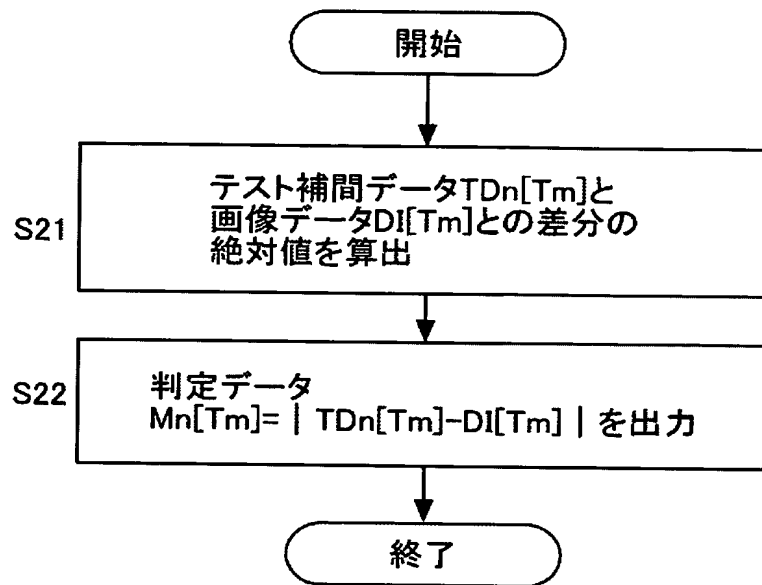 開始
S21
テスト補間データTDn[Tm]と
画像データDI[Tm]との差分の
絶対値を算出
S22
判定データ
Mn[Tm]=｜TDn[Tm]-DI[Tm]｜を出力
終了